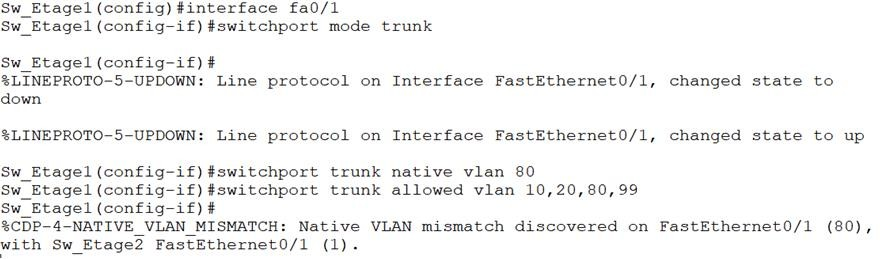 Sw_Etage1(config)#interface fa0/1
Sw_Etage1(config-if)#switchport mode trunk
Sw_Etage1(config-if)#
%LINEPROTO-5-UPDOWN: Line protocol on Interface FastEthernet0/1, changed state to
down
%LINEPROTO-5-UPDOWN: Line protocol on Interface FastEthernet0/1, changed state to up
Sw_Etage1(config-if)#switchport trunk native vlan 80
Sw_Etage1(config-if)#switchport trunk allowed vlan 10,20,80,99
Sw_Etage1(config-if)#
%CDP-4-NATIVE_VLAN_MISMATCH: Native VLAN mismatch discovered on FastEthernet0/1 (80),
with Sw_Etage2 FastEthernet0/1 (1).